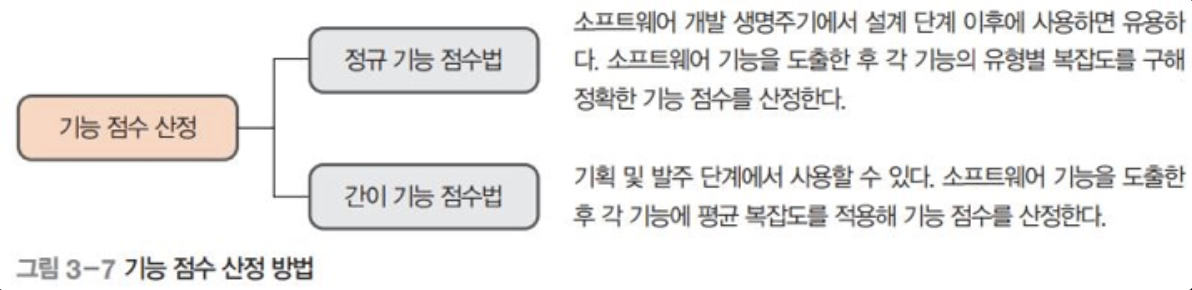 기능 점수 산정
정규 기능 점수법
소프트웨어 개발 생명주기에서 설계 단계 이후에 사용하면 유용하
다. 소프트웨어 기능을 도출한 후 각 기능의 유형별 복잡도를 구해
정확한 기능 점수를 산정한다.
간이 기능 점수법
기획 및 발주 단계에서 사용할 수 있다. 소프트웨어 기능을 도출한
후 각 기능에 평균 복잡도를 적용해 기능 점수를 산정한다.
그림 3-7 기능 점수 산정 방법